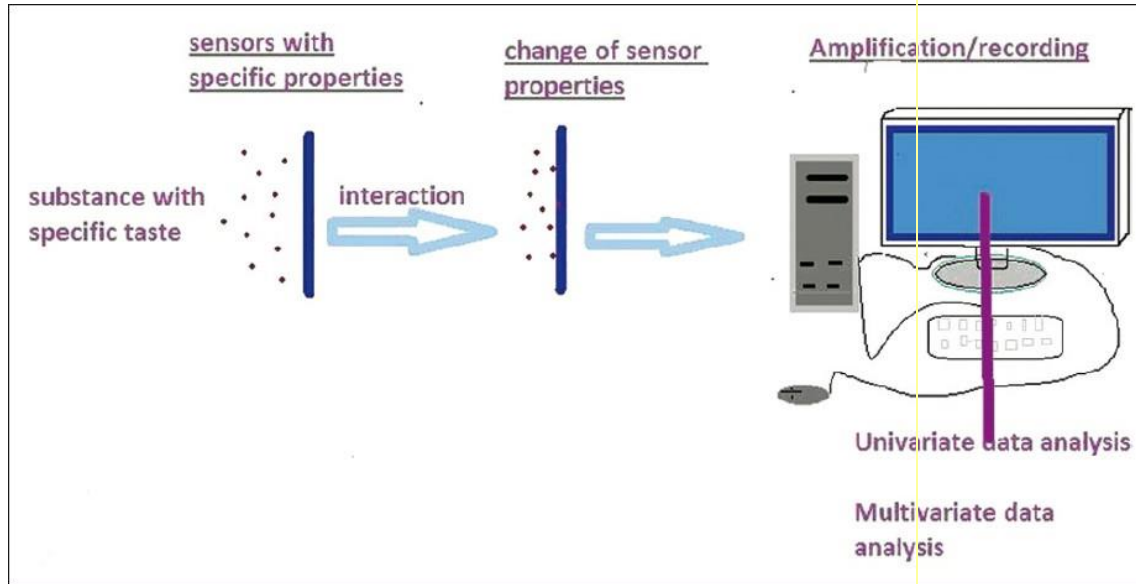 sensors with
specific properties
change of sensor
properties
Amplification/recording
substance with
specific taste
interaction
Univariate data analysis
Multivariate data
analysis